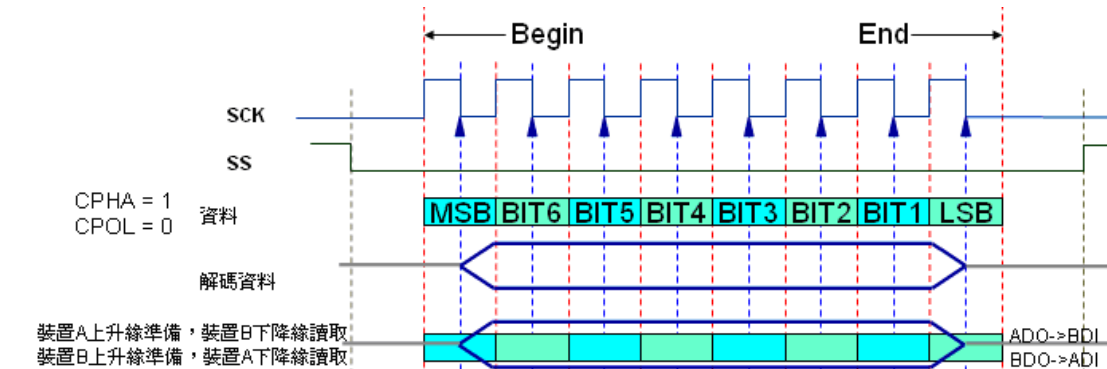 Begin End
SCK
SS
CPHA = 1
CPOL = 0
資料
MSB BIT6 BIT5 BIT4 BIT3 BIT2 BIT1 LSB
解碼資料
裝置A上升緣準備，裝置B下降緣讀取
裝置B上升緣準備，裝置A下降緣讀取
ADO->BDI
BDO->ADI